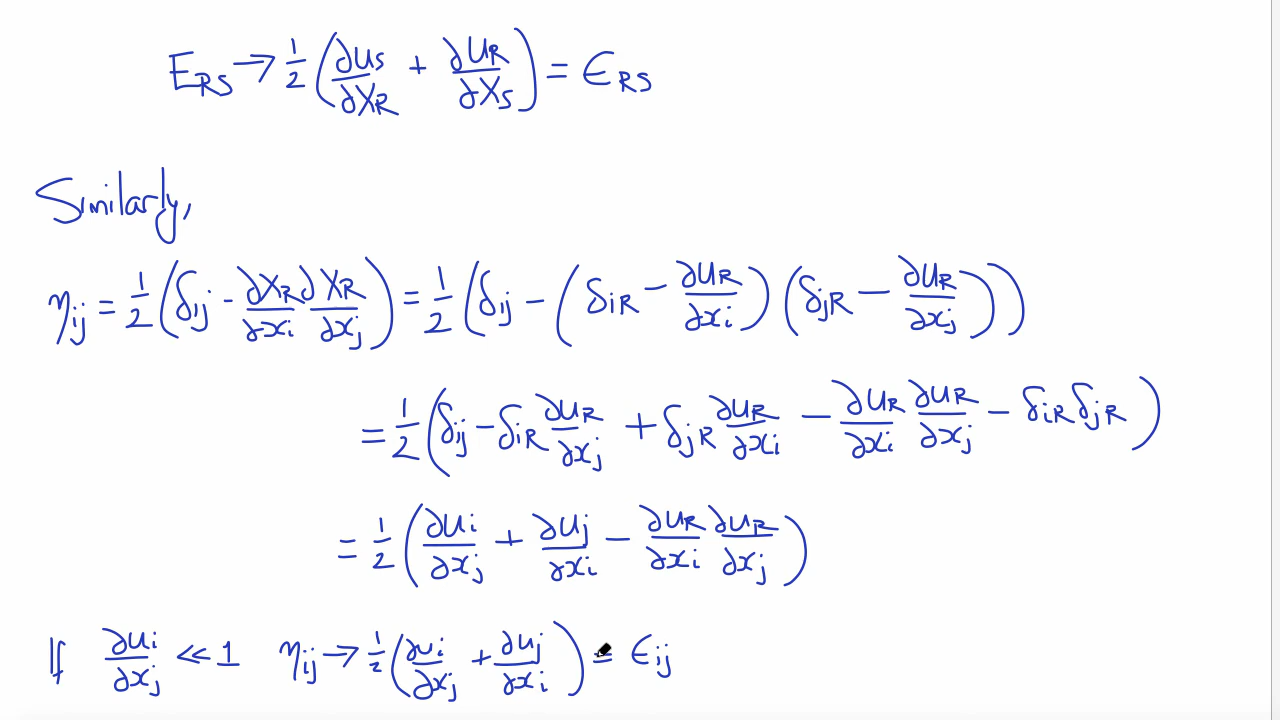 E_RS → 1/2 (∂u_S/∂X_R + ∂u_R/∂X_S) = ϵ_RS
Similarly,
η_ij = 1/2 (δ_ij - ∂X_R/∂x_i ∂X_R/∂x_j) = 1/2 (δ_ij - (δ_iR - ∂u_R/∂x_i)(δ_jR - ∂u_R/∂x_j))
= 1/2 (δ_ij - δ_iR ∂u_R/∂x_j + δ_jR ∂u_R/∂x_i - ∂u_R/∂x_i ∂u_R/∂x_j - δ_iR δ_jR)
= 1/2 (∂u_i/∂x_j + ∂u_j/∂x_i - ∂u_R/∂x_i ∂u_R/∂x_j)
If ∂u_i/∂x_j ≪ 1 η_ij → 1/2 (∂u_i/∂x_j + ∂u_j/∂x_i) = ϵ_ij